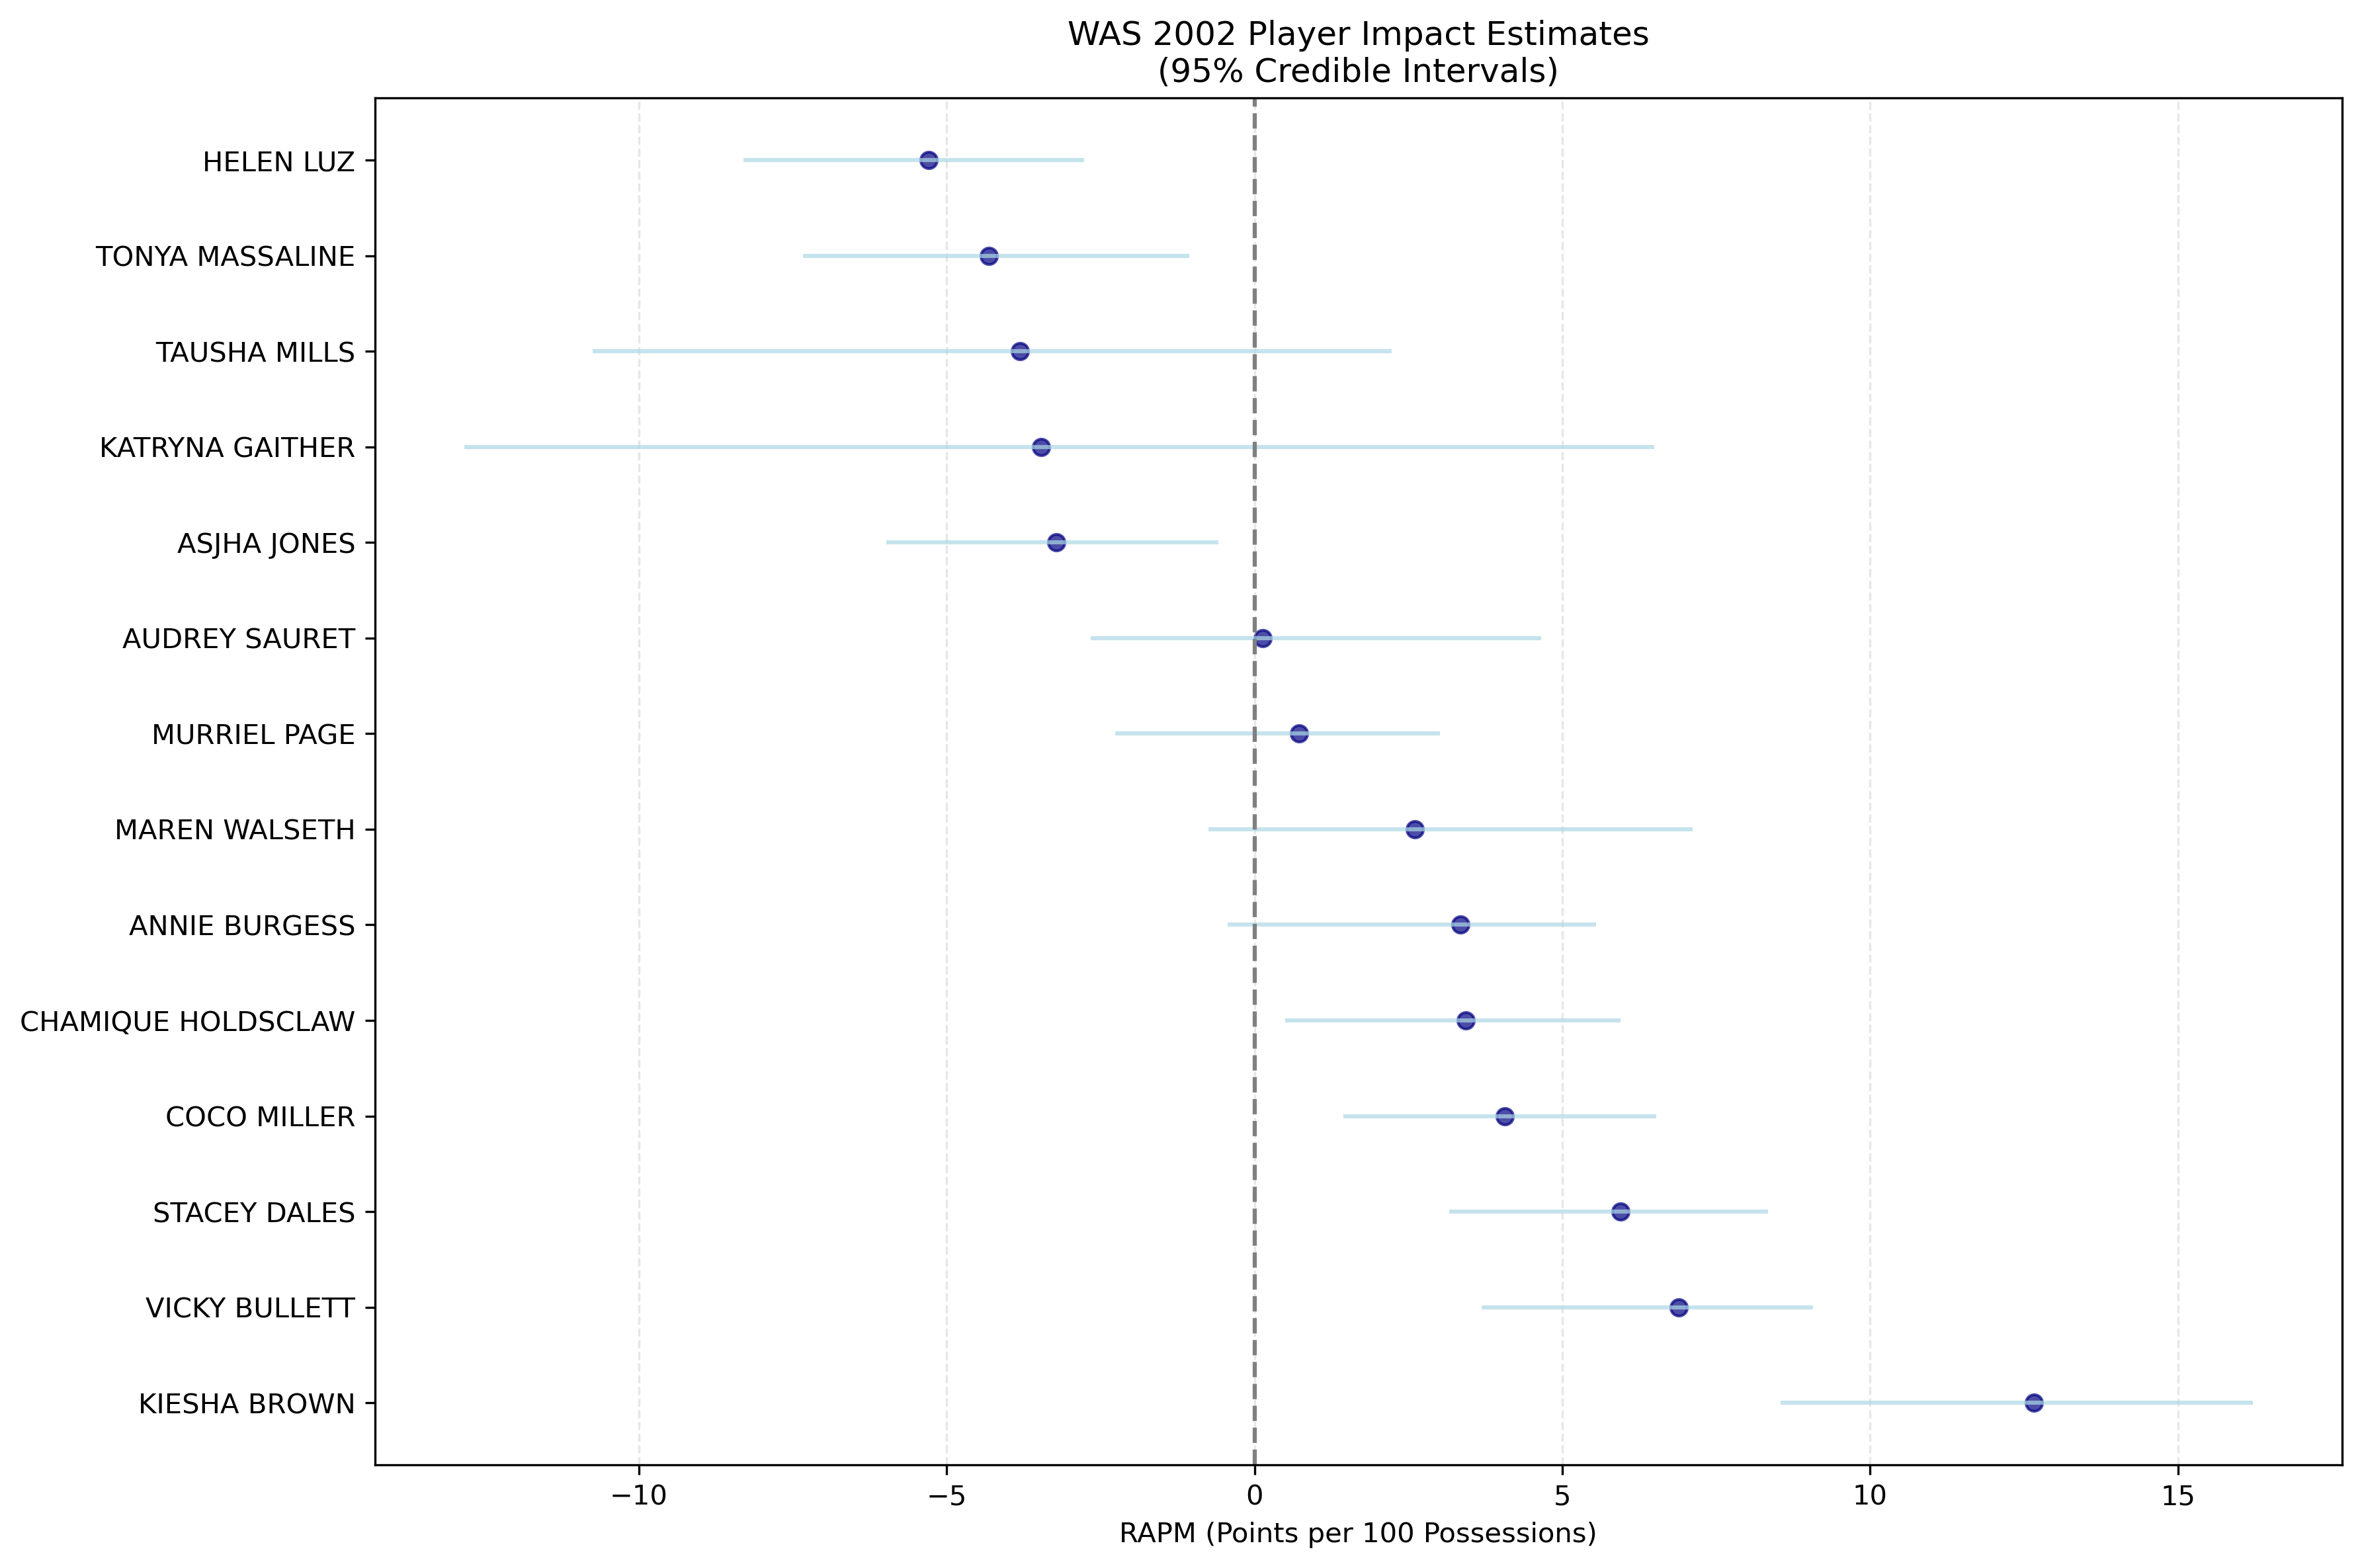 WAS 2002 Player Impact Estimates
(95% Credible Intervals)
HELEN LUZ
TONYA MASSALINE
TAUSHA MILLS
KATRYNA GAITHER
ASJHA JONES
AUDREY SAURET
MURRIEL PAGE
MAREN WALSETH
ANNIE BURGESS
CHAMIQUE HOLDSCLAW
COCO MILLER
STACEY DALES
VICKY BULLETT
KIESHA BROWN
−10 −5 0 5 10 15
RAPM (Points per 100 Possessions)